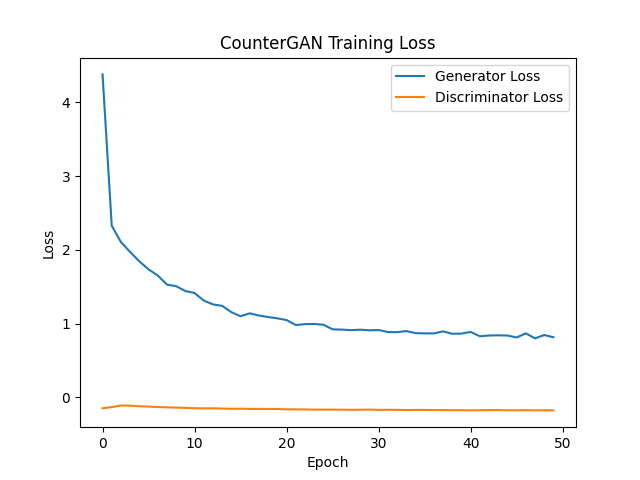 CounterGAN Training Loss
Generator Loss
Discriminator Loss
4
3
2
1
0
Loss
0 10 20 30 40 50
Epoch